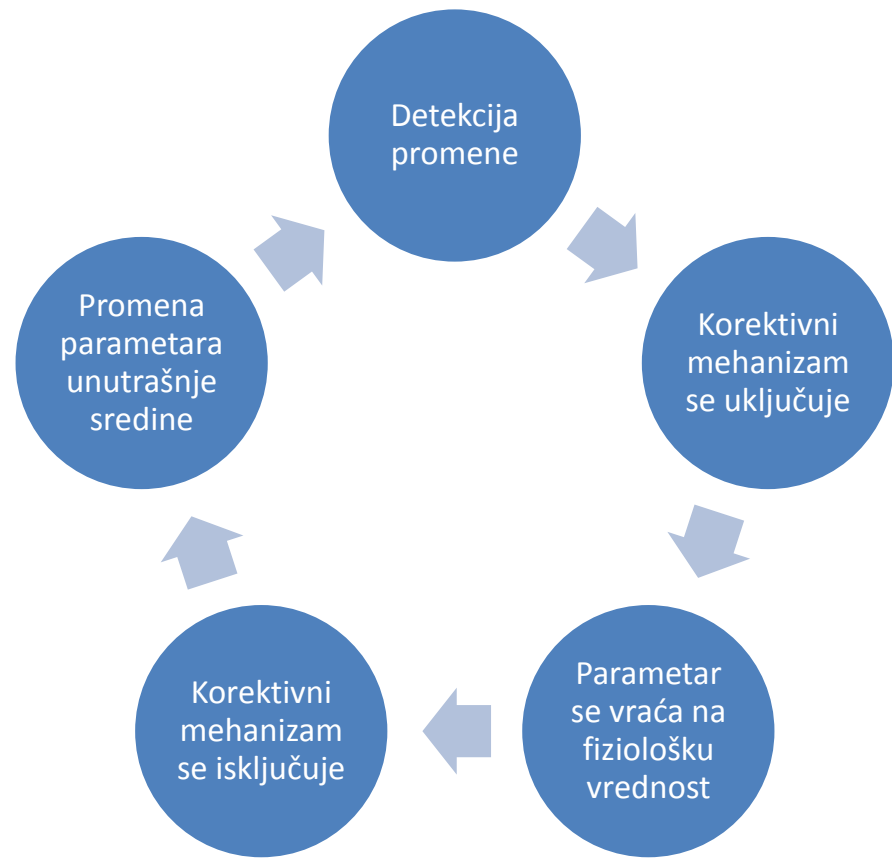 Detekcija
promene
Korektivni
mehanizam
se uključuje
Parametar
se vraća na
fiziološku
vrednost
Korektivni
mehanizam
se isključuje
Promena
parametara
unutrašnje
sredine